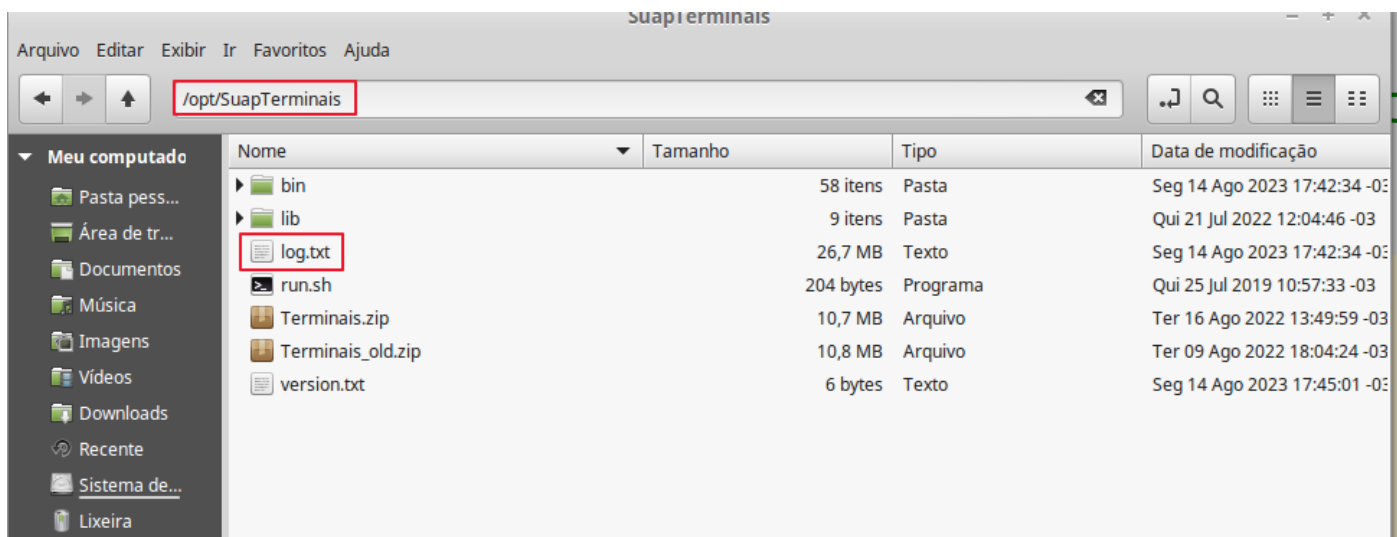 SuapTerminais
Arquivo Editar Exibir Ir Favoritos Ajuda
/opt/SuapTerminais
Meu computado
Pasta pess...
Área de tr...
Documentos
Música
Imagens
Vídeos
Downloads
Recente
Sistema de...
Lixeira
Nome Tamanho Tipo Data de modificação
bin 58 itens Pasta Seg 14 Ago 2023 17:42:34 -03
lib 9 itens Pasta Qui 21 Jul 2022 12:04:46 -03
log.txt 26,7 MB Texto Seg 14 Ago 2023 17:42:34 -03
run.sh 204 bytes Programa Qui 25 Jul 2019 10:57:33 -03
Terminais.zip 10,7 MB Arquivo Ter 16 Ago 2022 13:49:59 -03
Terminais_old.zip 10,8 MB Arquivo Ter 09 Ago 2022 18:04:24 -03
version.txt 6 bytes Texto Seg 14 Ago 2023 17:45:01 -03